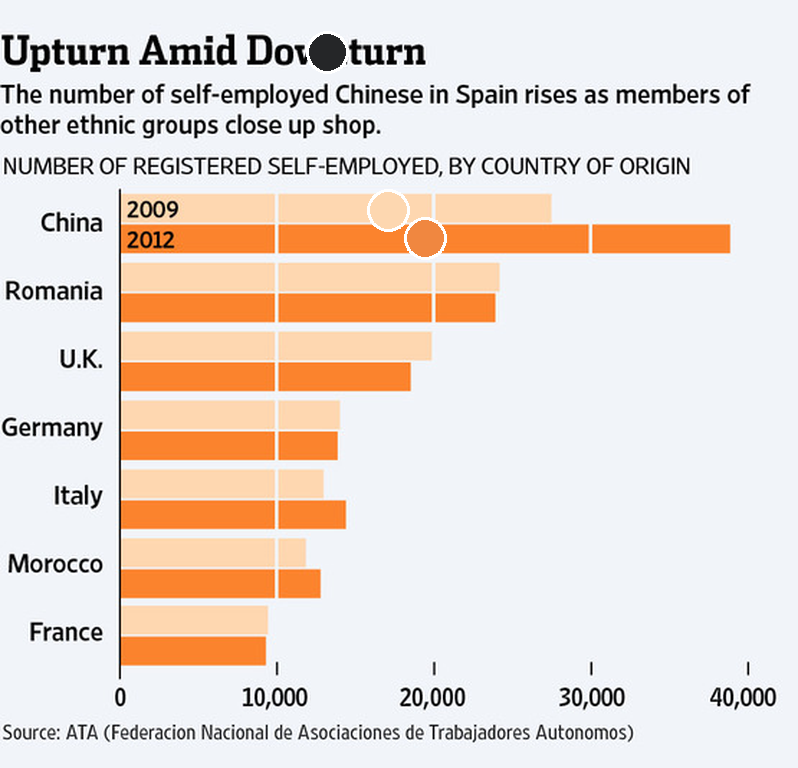 Upturn Amid
The number of self-employed Chinese in Spain rises as members of
other ethnic groups close up shop.
NUMBER OF REGISTERED SELF-EMPLOYED, BY COUNTRY OF ORIGIN
China
2009
2012
Romania
U.K.
Germany
Italy
Morocco
France
0 10,000 20,000 30,000 40,000
Source: ATA (Federacion Nacional de Asociaciones de Trabajadores Autonomos)